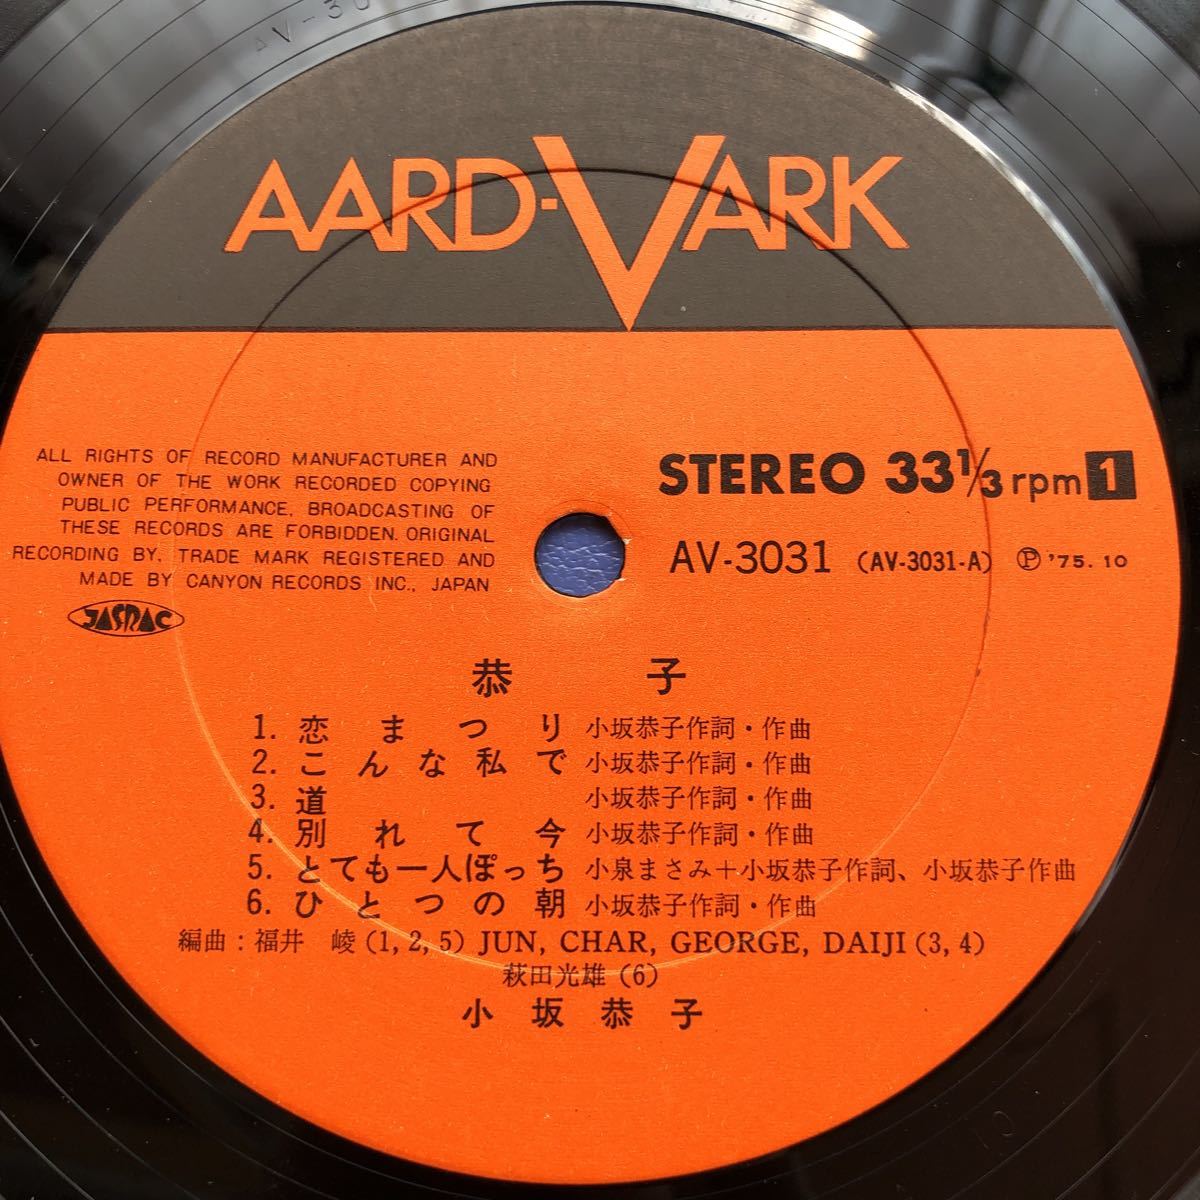 AV-30
AARD-VARK
ALL RIGHTS OF RECORD MANUFACTURER AND
OWNER OF THE WORK RECORDED COPYING
PUBLIC PERFORMANCE, BROADCASTING OF
THESE RECORDS ARE FORBIDDEN. ORIGINAL
RECORDING BY, TRADE MARK REGISTERED AND
MADE BY CANYON RECORDS INC., JAPAN
JASRAC
STEREO 33⅓ rpm 1
AV-3031 (AV-3031-A) Ⓟ '75.10
恭子
1. 恋まつり 小坂恭子作詞・作曲
2. こんな私で 小坂恭子作詞・作曲
3. 道 小坂恭子作詞・作曲
4. 別れて今 小坂恭子作詞・作曲
5. とても一人ぽっち 小泉まさみ＋小坂恭子作詞、小坂恭子作曲
6. ひとつの朝 小坂恭子作詞・作曲
編曲：福井 崚(1, 2, 5) JUN, CHAR, GEORGE, DAIJI (3, 4)
萩田光雄(6)
小坂恭子